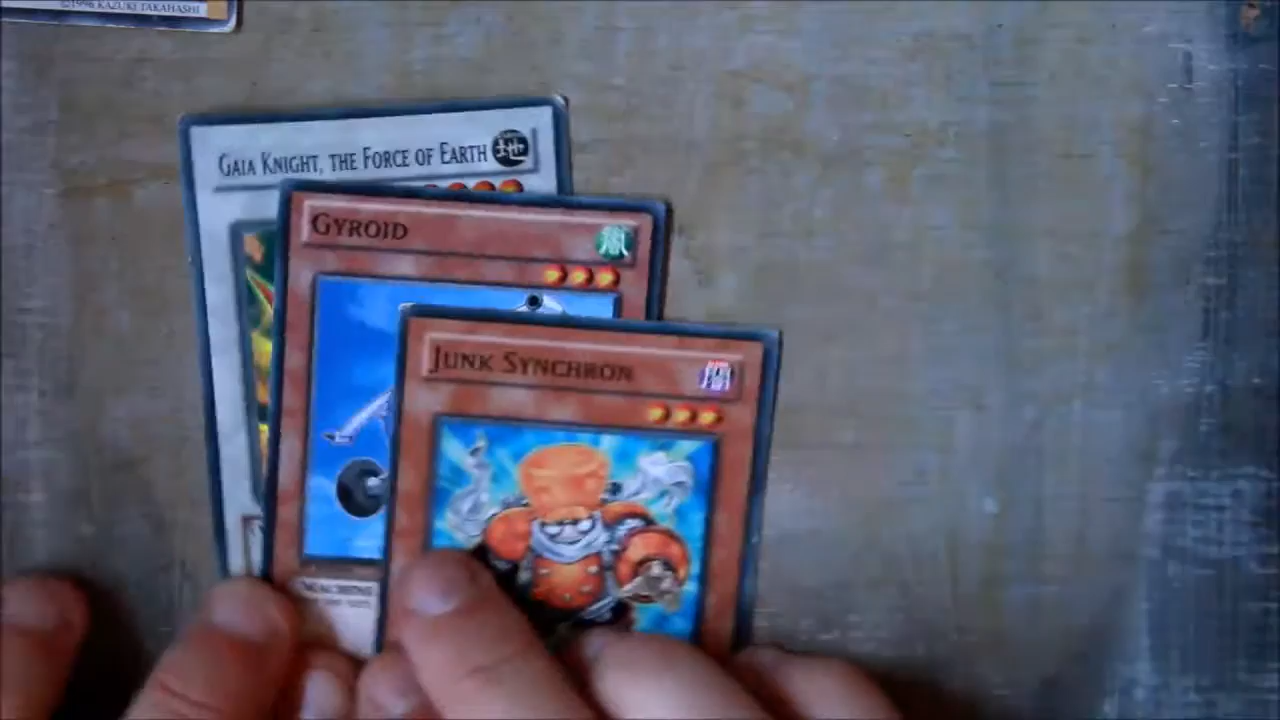 ©1996 KAZUKI TAKAHASHI
GAIA KNIGHT, THE FORCE OF EARTH
地
GYROID
風
JUNK SYNCHRON
闇